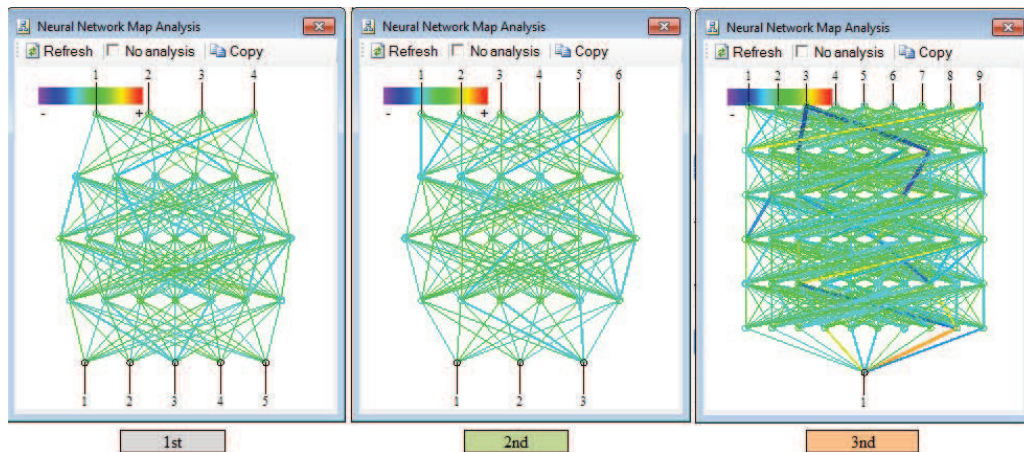 Neural Network Map Analysis
Refresh No analysis Copy
1 2 3 4
- +
1 2 3 4 5
1st
Neural Network Map Analysis
Refresh No analysis Copy
1 2 3 4 5 6
- +
1 2 3
2nd
Neural Network Map Analysis
Refresh No analysis Copy
1 2 3 4 5 6 7 8 9
-
1
3nd